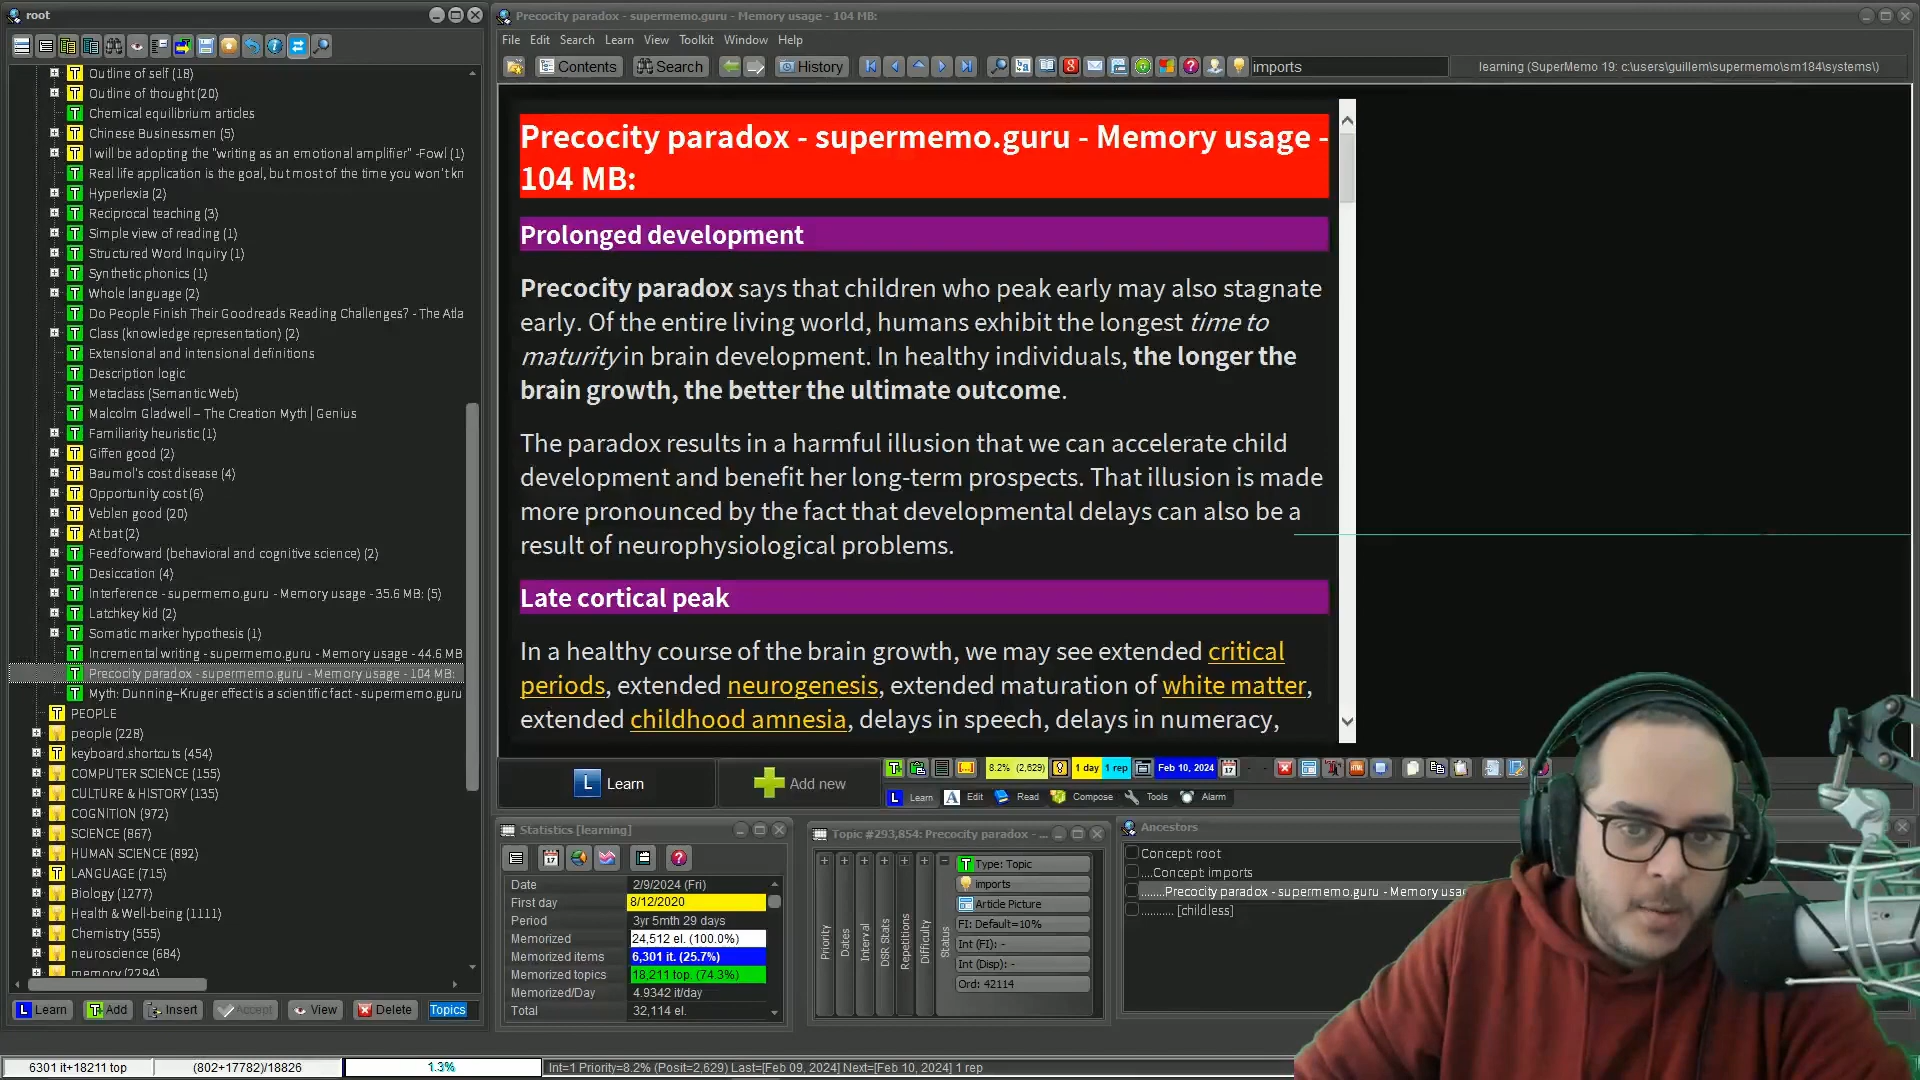 root
Outline of self (18)
Outline of thought (20)
Chemical equilibrium articles
Chinese Businessmen (5)
I will be adopting the "writing as an emotional amplifier" -Fowl (1)
Real life application is the goal, but most of the time you won't kn
Hyperlexia (2)
Reciprocal teaching (3)
Simple view of reading (1)
Structured Word Inquiry (1)
Synthetic phonics (1)
Whole language (2)
Do People Finish Their Goodreads Reading Challenges? - The Atla
Class (knowledge representation) (2)
Extensional and intensional definitions
Description logic
Metaclass (Semantic Web)
Malcolm Gladwell – The Creation Myth | Genius
Familiarity heuristic (1)
Giffen good (2)
Baumol's cost disease (4)
Opportunity cost (6)
Veblen good (20)
At bat (2)
Feedforward (behavioral and cognitive science) (2)
Desiccation (4)
Interference - supermemo.guru - Memory usage - 35.6 MB: (5)
Latchkey kid (2)
Somatic marker hypothesis (1)
Incremental writing - supermemo.guru - Memory usage - 44.6 MB
Precocity paradox - supermemo.guru - Memory usage - 104 MB:
Myth: Dunning–Kruger effect is a scientific fact - supermemo.guru
PEOPLE
people (228)
keyboard.shortcuts (454)
COMPUTER SCIENCE (155)
CULTURE & HISTORY (135)
COGNITION (972)
SCIENCE (867)
HUMAN SCIENCE (892)
LANGUAGE (715)
Biology (1277)
Health & Well-being (1111)
Chemistry (555)
neuroscience (684)
memory (2294)
Learn Add Insert Accept View Delete Topics
6301 it+18211 top (802+17782)/18826 1.3% Int=1 Priority=8.2% (Posit=2,629) Last=[Feb 09, 2024] Next=[Feb 10, 2024] 1 rep
Precocity paradox - supermemo.guru - Memory usage - 104 MB:
File Edit Search Learn View Toolkit Window Help
Contents Search History imports learning (SuperMemo 19: c:\users\guillem\supermemo\sm184\systems\)
Precocity paradox - supermemo.guru - Memory usage -
104 MB:
Prolonged development
Precocity paradox says that children who peak early may also stagnate
early. Of the entire living world, humans exhibit the longest time to
maturity in brain development. In healthy individuals, the longer the
brain growth, the better the ultimate outcome.
The paradox results in a harmful illusion that we can accelerate child
development and benefit her long-term prospects. That illusion is made
more pronounced by the fact that developmental delays can also be a
result of neurophysiological problems.
Late cortical peak
In a healthy course of the brain growth, we may see extended critical
periods, extended neurogenesis, extended maturation of white matter,
extended childhood amnesia, delays in speech, delays in numeracy,
Learn Add new
8.2% (2,629) 1 day 1 rep Feb 10, 2024
Learn Edit Read Compose Tools Alarm
Statistics [learning]
Date 2/9/2024 (Fri)
First day 8/12/2020
Period 3yr 5mth 29 days
Memorized 24,512 el. (100.0%)
Memorized items 6,301 it. (25.7%)
Memorized topics 18,211 top. (74.3%)
Memorized/Day 4.9342 it/day
Total 32,114 el.
Topic #293,854: Precocity paradox - ...
Priority
Dates
Interval
DSR Stats
Repetitions
Difficulty
Status
Type: Topic
imports
Article Picture
FI: Default=10%
Int (FI): -
Int (Disp): -
Ord: 42114
Ancestors
Concept: root
....Concept: imports
........Precocity paradox - supermemo.guru - Memory usa
........... [childless]